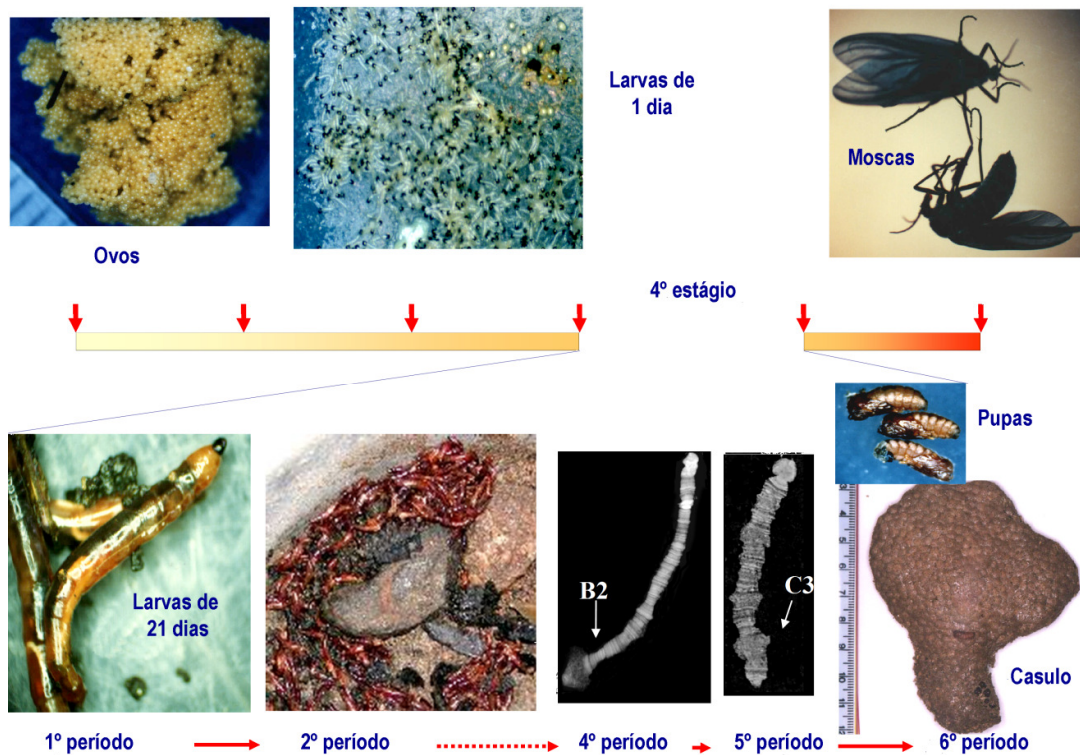 Larvas de
1 dia
Moscas
Ovos
4º estágio
Pupas
B2
C3
Larvas de
21 dias
Casulo
1º período
2º período
4º período
5º período
6º período